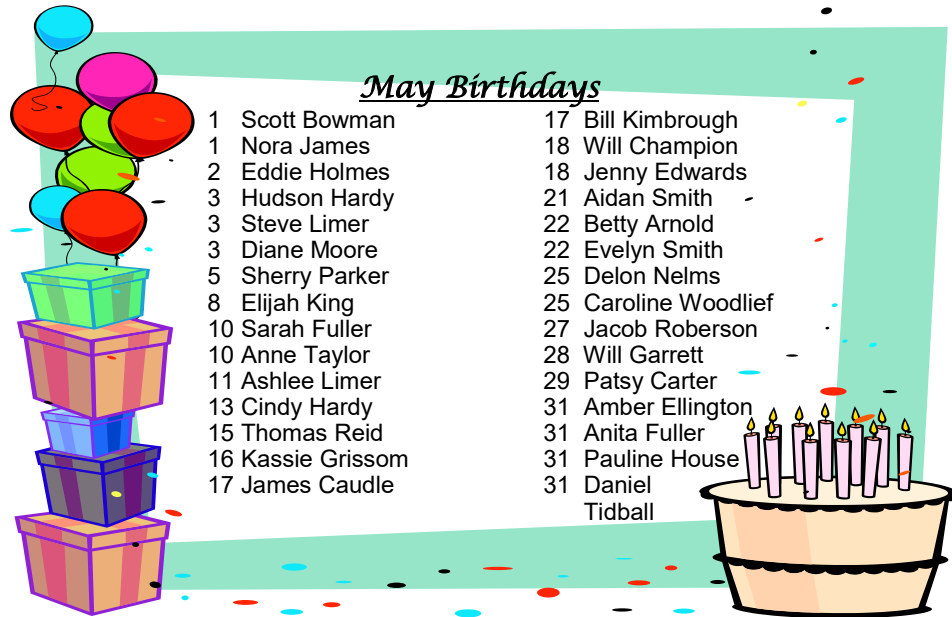 May Birthdays
1 Scott Bowman
1 Nora James
2 Eddie Holmes
3 Hudson Hardy
3 Steve Limer
3 Diane Moore
5 Sherry Parker
8 Elijah King
10 Sarah Fuller
10 Anne Taylor
11 Ashlee Limer
13 Cindy Hardy
15 Thomas Reid
16 Kassie Grissom
17 James Caudle
17 Bill Kimbrough
18 Will Champion
18 Jenny Edwards
21 Aidan Smith
22 Betty Arnold
22 Evelyn Smith
25 Delon Nelms
25 Caroline Woodlief
27 Jacob Roberson
28 Will Garrett
29 Patsy Carter
31 Amber Ellington
31 Anita Fuller
31 Pauline House
31 Daniel
Tidball